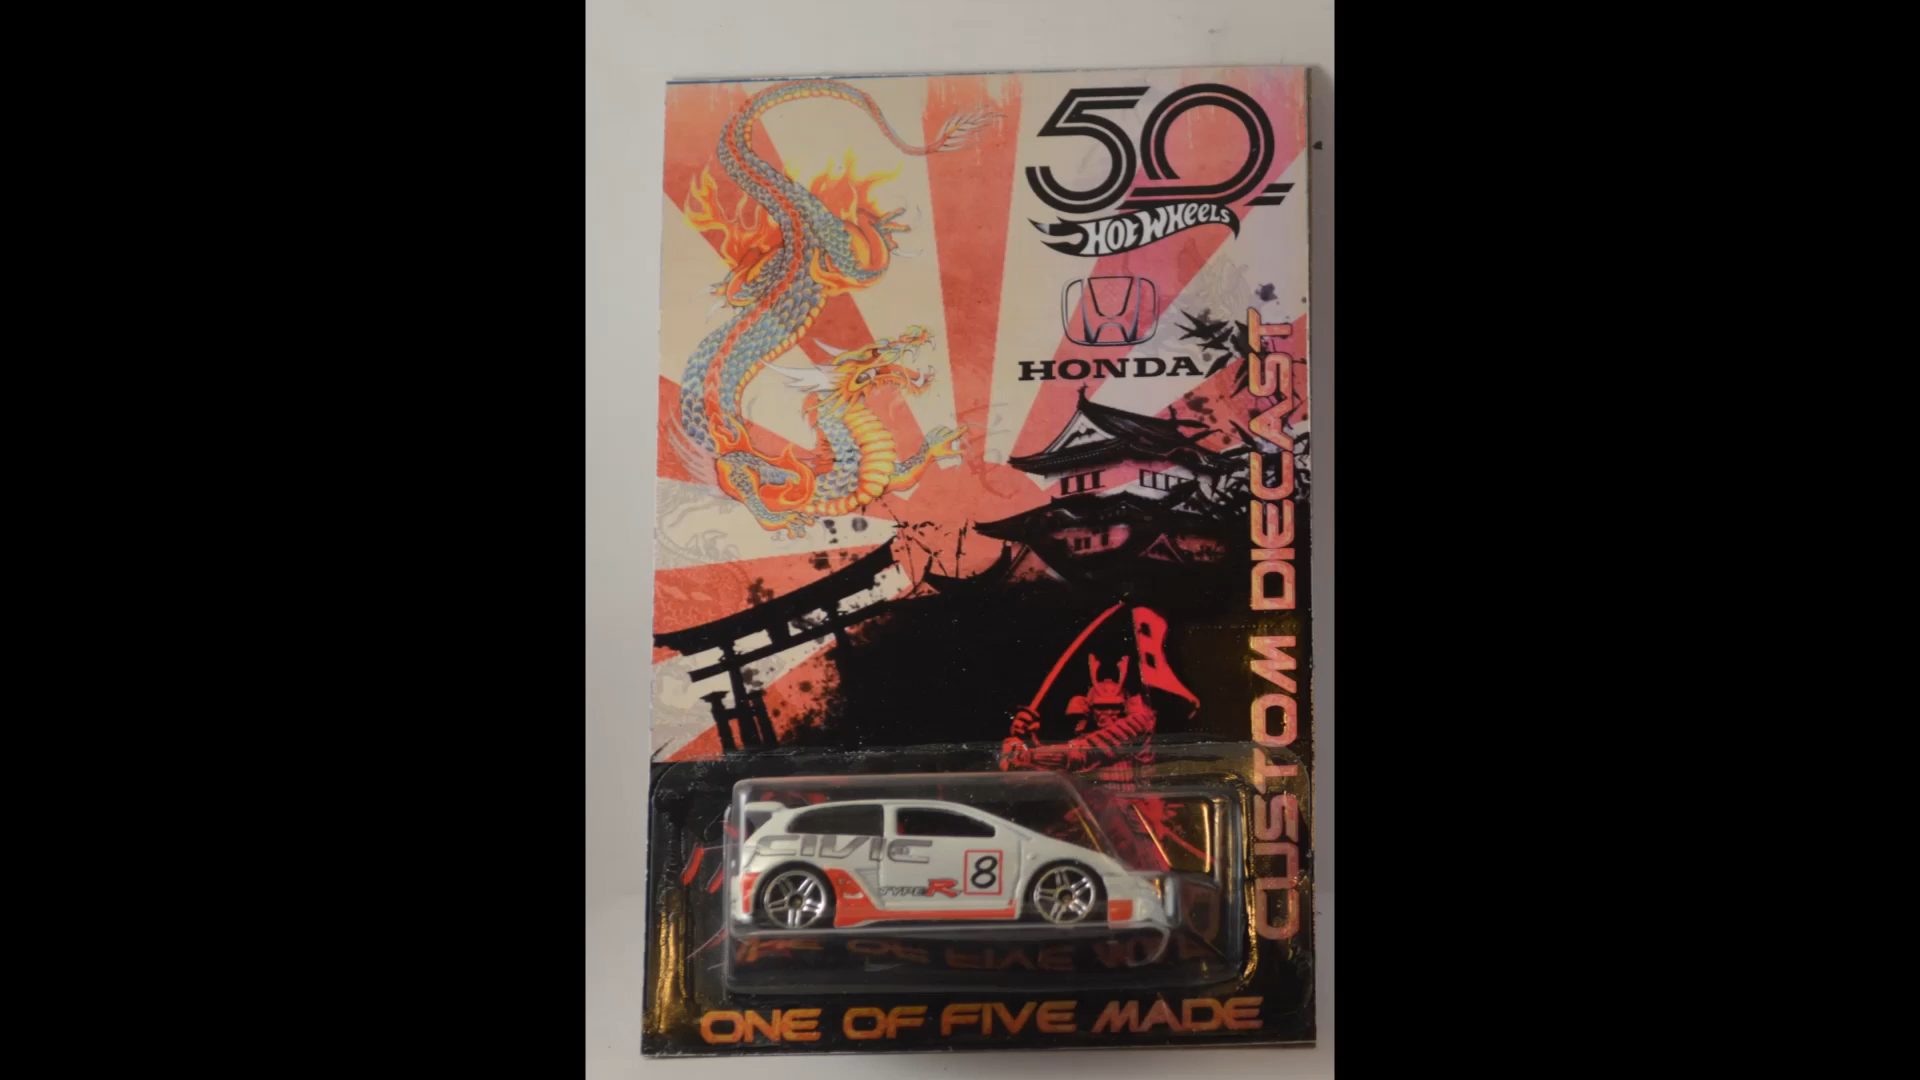 50
HOT WHEELS
HONDA
CUSTOM DIECAST
CIVIC
TYPE R
8
ONE OF FIVE MADE